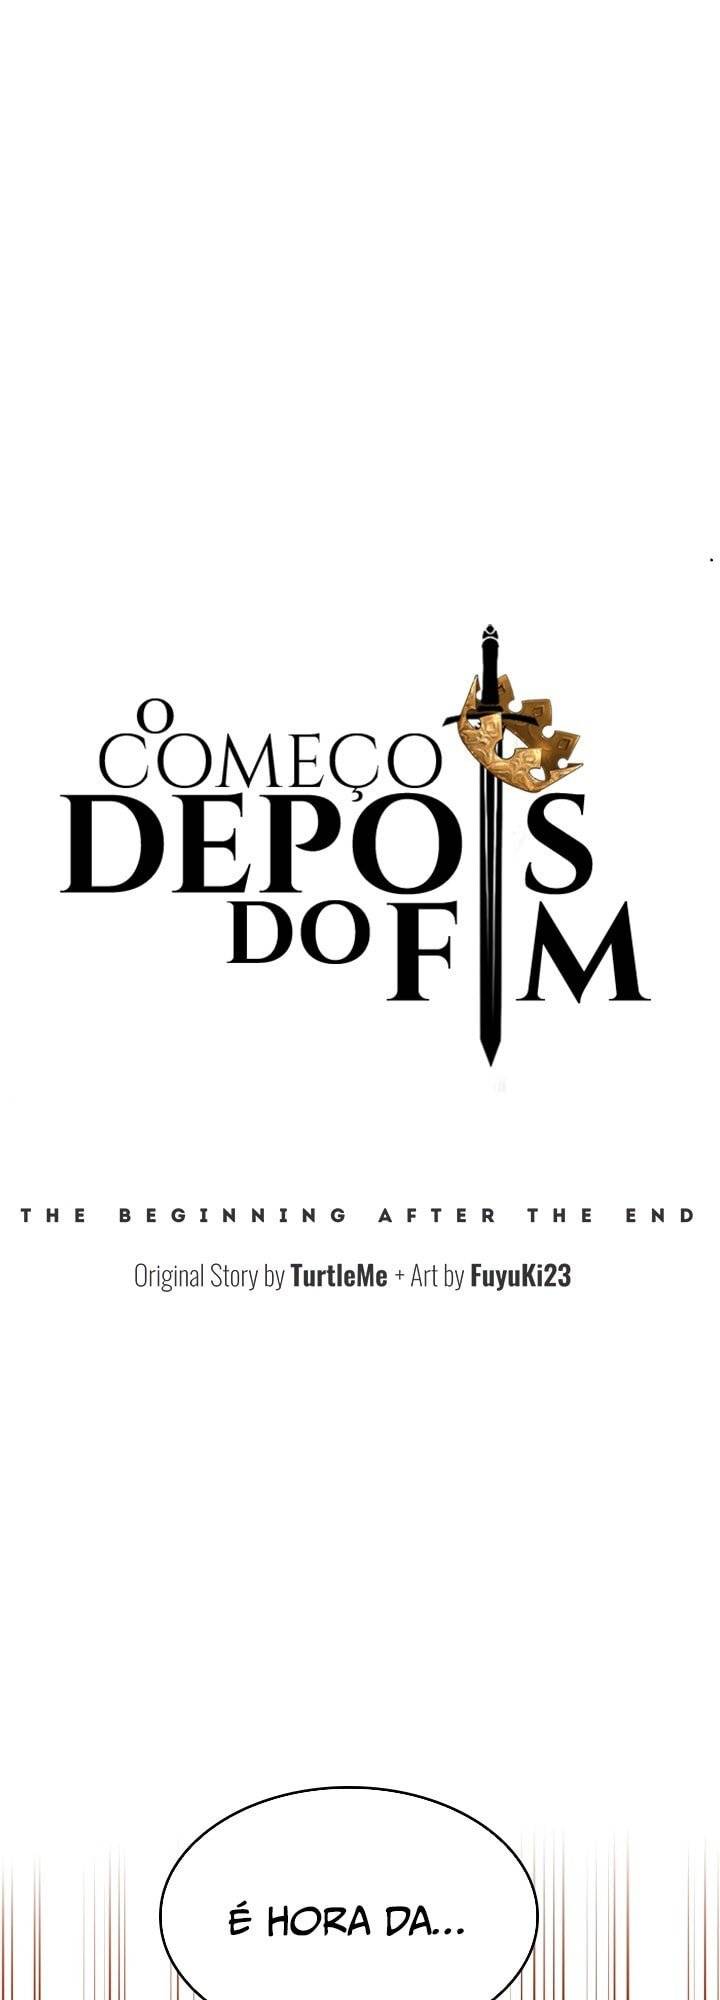 O
COMEÇO
DEPOIS
DO FIM
THE BEGINNING AFTER THE END
Original Story by TurtleMe + Art by FuyuKi23
É HORA DA...